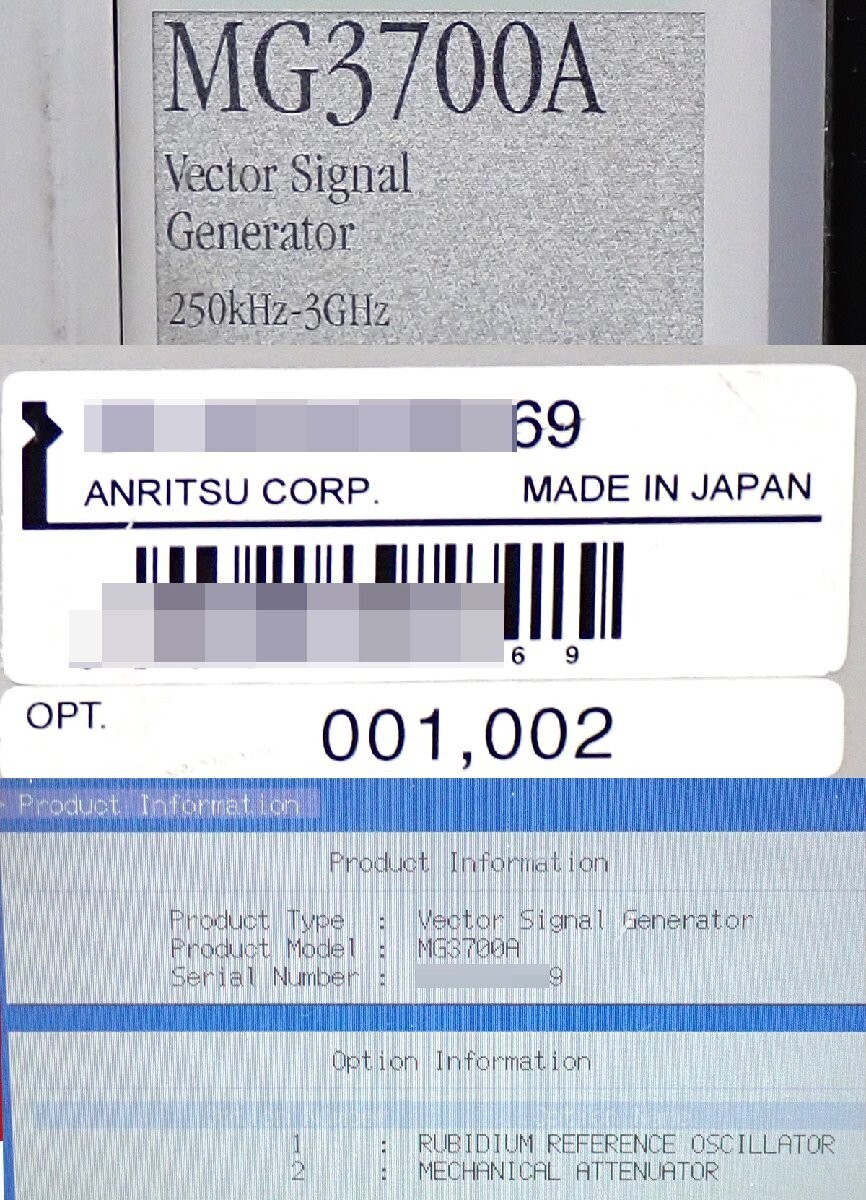 MG3700A
Vector Signal
Generator
250kHz-3GHz
69
ANRITSU CORP. MADE IN JAPAN
6 9
OPT. 001,002
Product Information
Product Information
Product Type : Vector Signal Generator
Product Model : MG3700A
Serial Number : 9
Option Information
1 : RUBIDIUM REFERENCE OSCILLATOR
2 : MECHANICAL ATTENUATOR